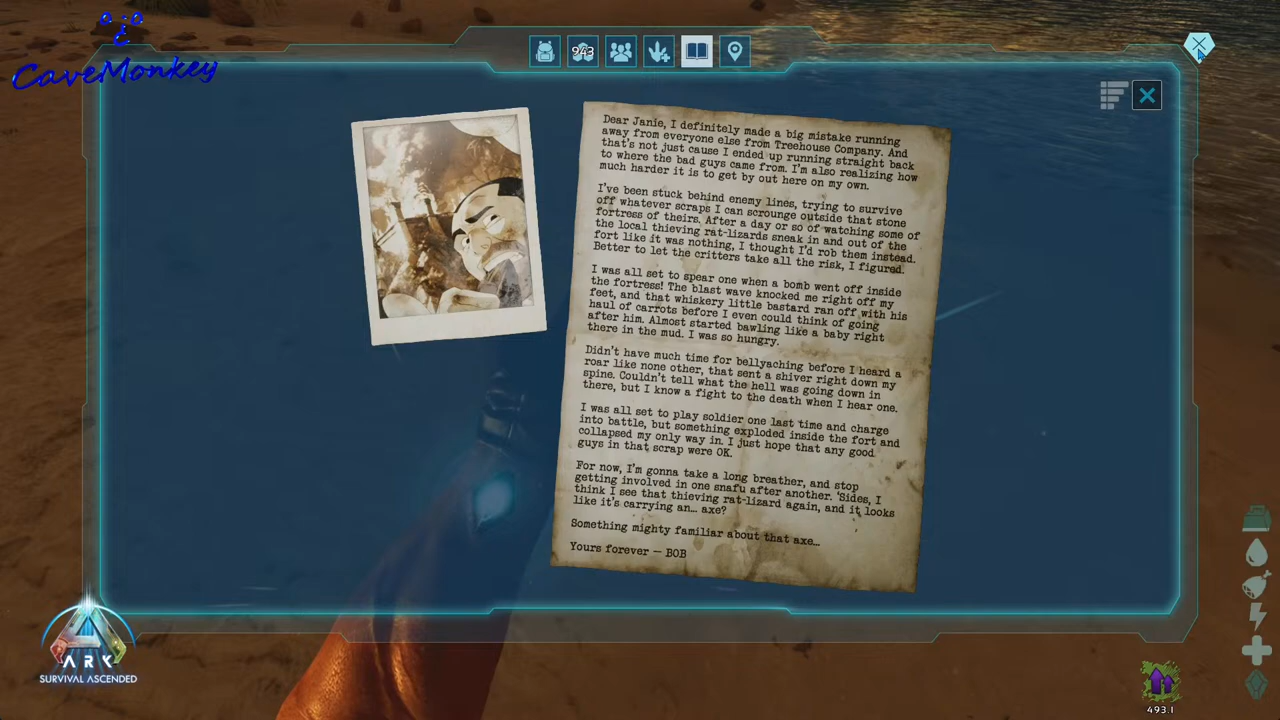 CaveMonkey
943
Dear Janie, I definitely made a big mistake running
away from everyone else from Treehouse Company. And
that's not just cause I ended up running straight back
to where the bad guys came from. I'm also realizing how
much harder it is to get by out here on my own.
I've been stuck behind enemy lines, trying to survive
off whatever scraps I can scrounge outside that stone
fortress of theirs. After a day or so of watching some of
the local thieving rat-lizards sneak in and out of the
fort like it was nothing, I thought I'd rob them instead.
Better to let the critters take all the risk, I figured.
I was all set to spear one when a bomb went off inside
the fortress! The blast wave knocked me right off my
feet, and that whiskery little bastard ran off with his
haul of carrots before I even could think of going
after him. Almost started bawling like a baby right
there in the mud. I was so hungry.
Didn't have much time for bellyaching before I heard a
roar like none other, that sent a shiver right down my
spine. Couldn't tell what the hell was going down in
there, but I know a fight to the death when I hear one.
I was all set to play soldier one last time and charge
into battle, but something exploded inside the fort and
collapsed my only way in. I just hope that any good
guys in that scrap were OK.
For now, I'm gonna take a long breather, and stop
getting involved in one snafu after another. 'Sides, I
think I see that thieving rat-lizard again, and it looks
like it's carrying an… axe?
Something mighty familiar about that axe…
Yours forever — BOB
ARK
SURVIVAL ASCENDED
493.1